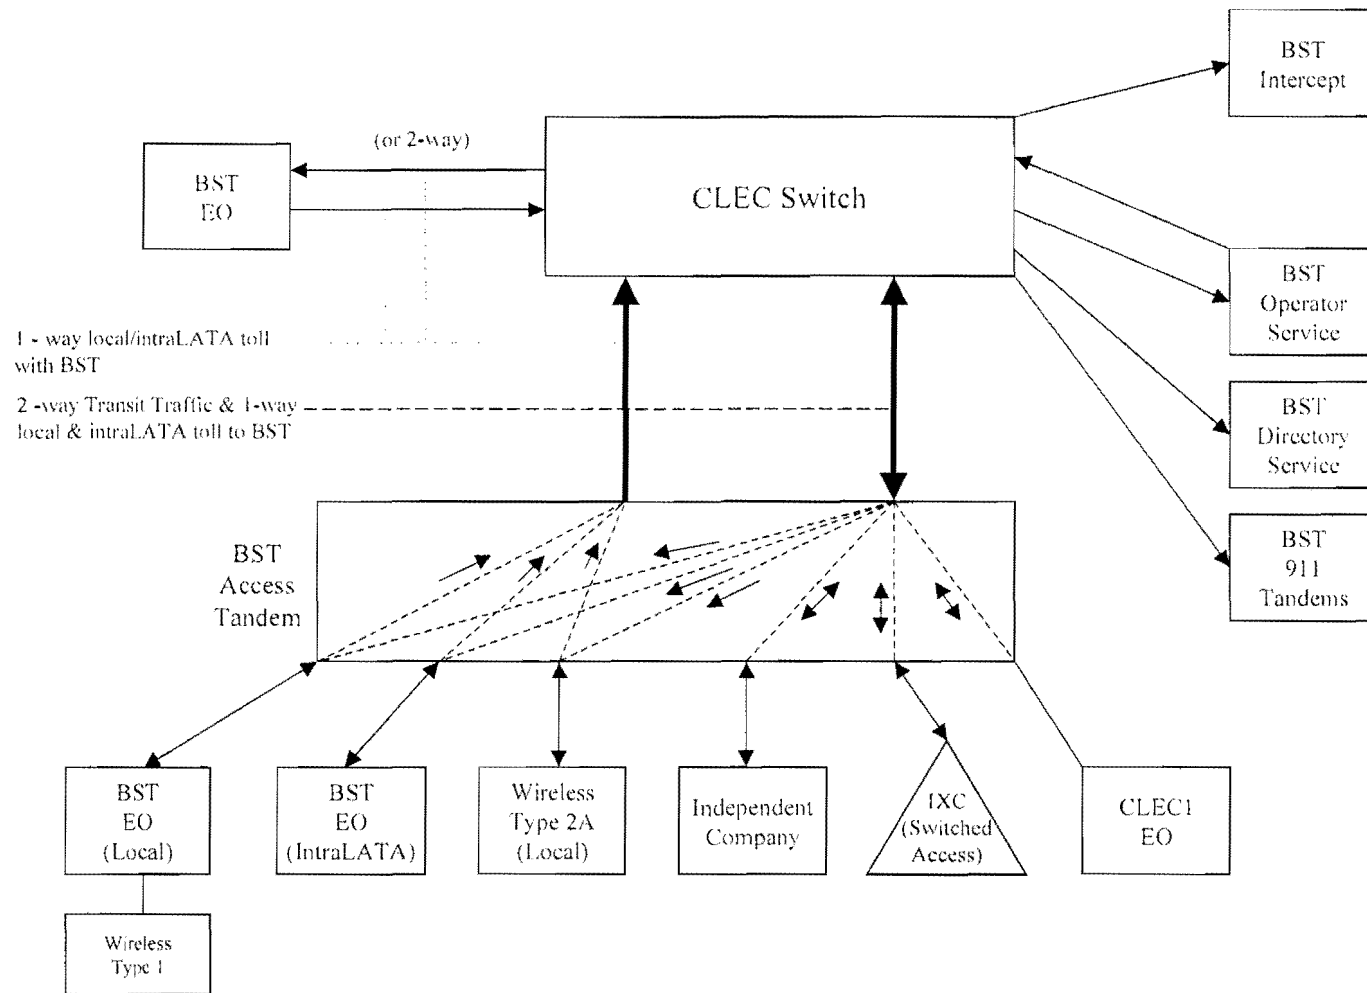 BST
Intercept
(or 2-way)
BST
EO
CLEC Switch
BST
Operator
Service
1 - way local/intraLATA toll
with BST
2 -way Transit Traffic & 1-way
local & intraLATA toll to BST
BST
Directory
Service
BST
911
Tandems
BST
Access
Tandem
BST
EO
(Local)
BST
EO
(IntraLATA)
Wireless
Type 2A
(Local)
Independent
Company
IXC
(Switched
Access)
CLEC1
EO
Wireless
Type 1